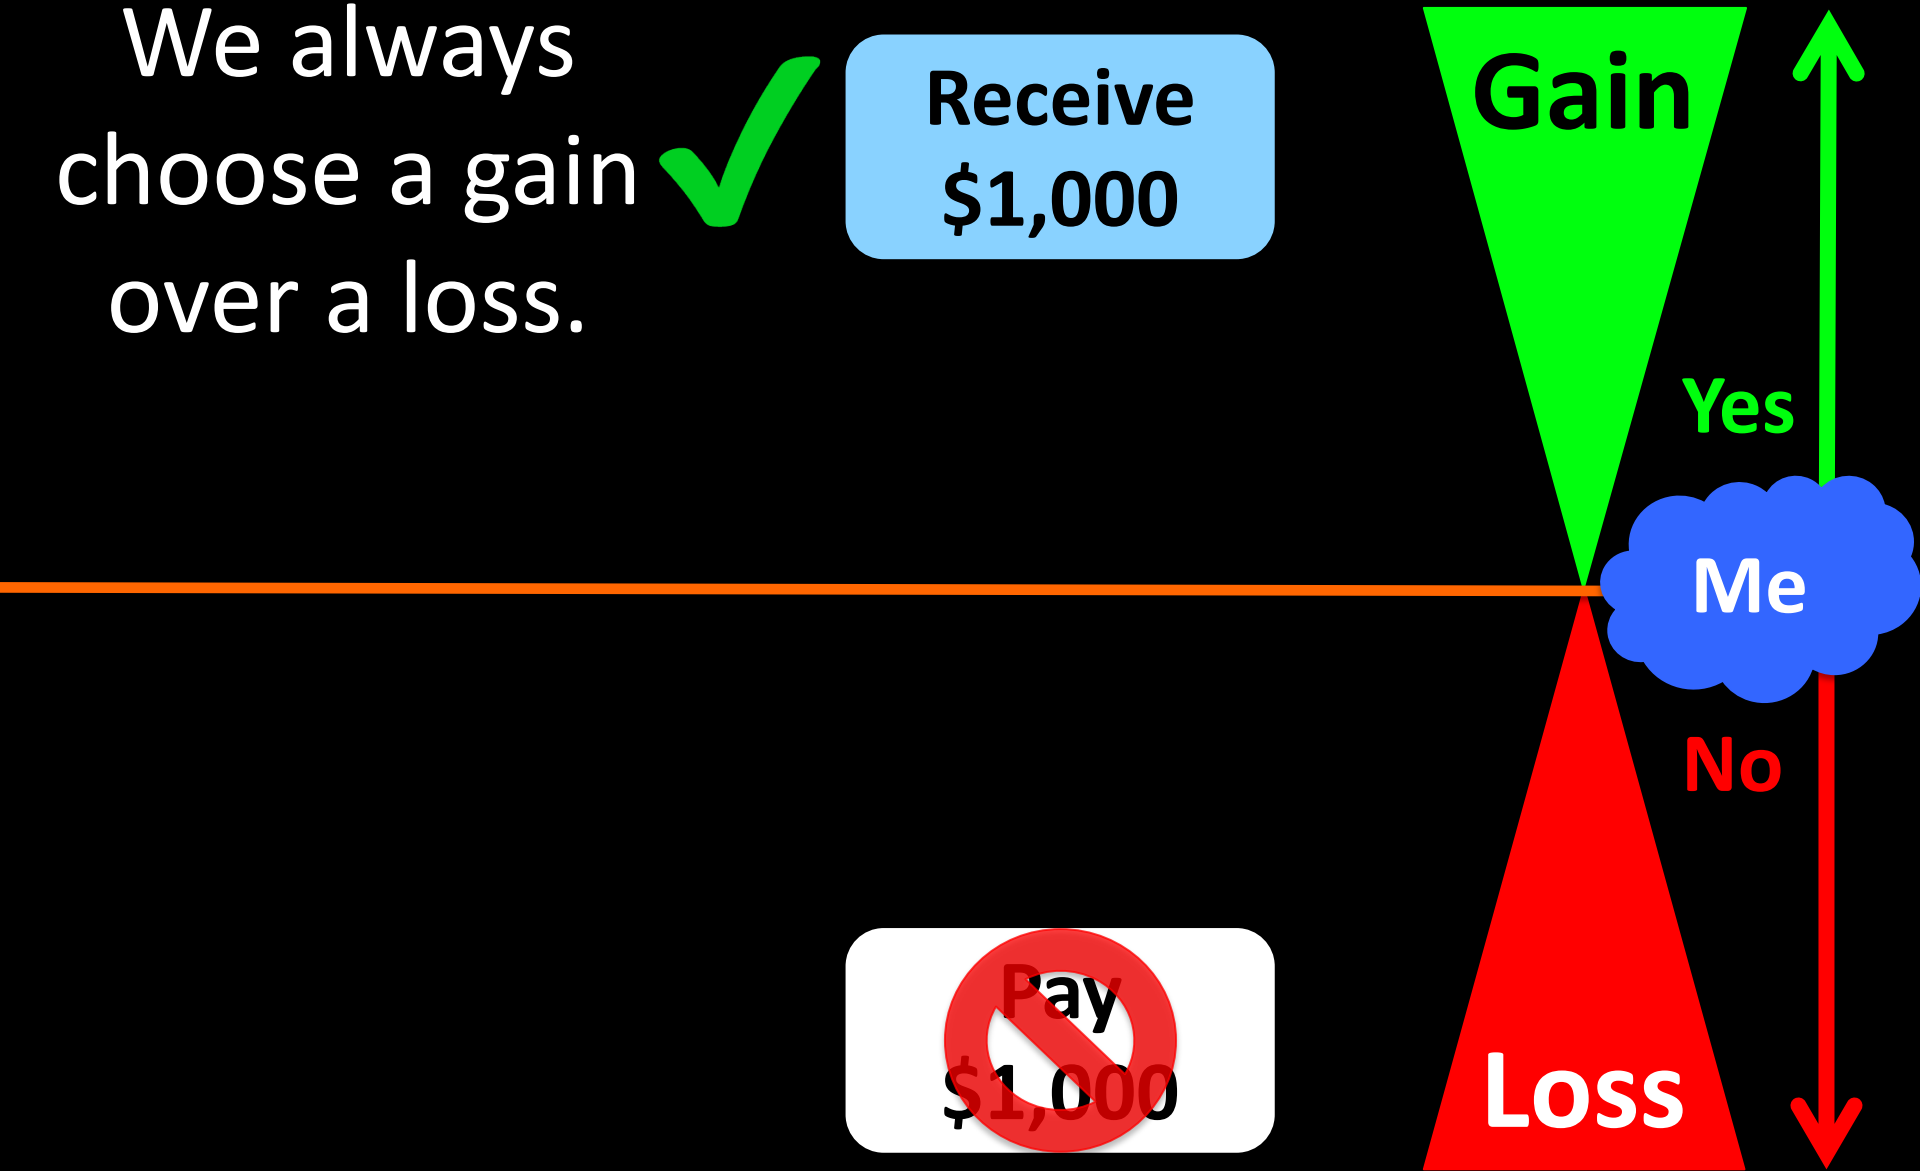 We always
choose a gain
over a loss.
Receive
$1,000
Gain
Yes
Me
No
Pay
$1,000
Loss